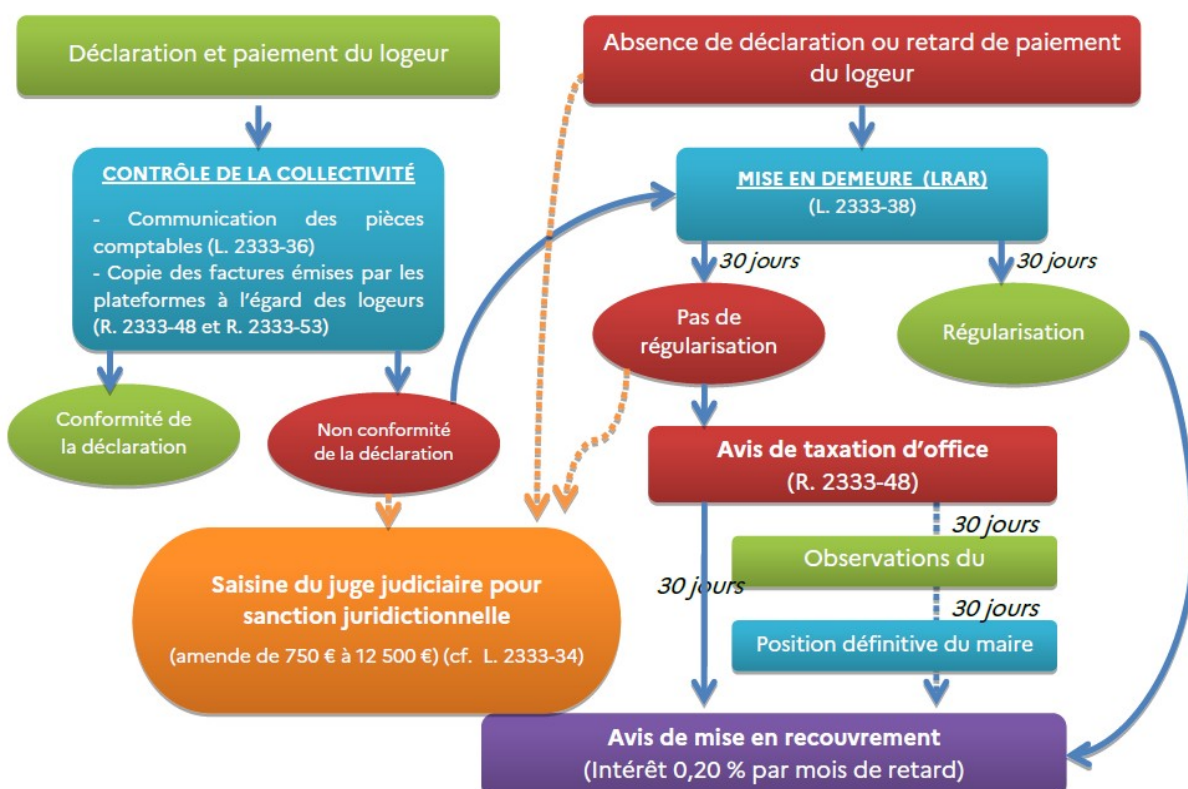 Déclaration et paiement du logeur
Absence de déclaration ou retard de paiement
du logeur
CONTRÔLE DE LA COLLECTIVITÉ
- Communication des pièces
comptables (L. 2333-36)
- Copie des factures émises par les
plateformes à l'égard des logeurs
(R. 2333-48 et R. 2333-53)
MISE EN DEMEURE (LRAR)
(L. 2333-38)
30 jours
30 jours
Pas de
régularisation
Régularisation
Conformité de
la déclaration
Non conformité
de la déclaration
Avis de taxation d'office
(R. 2333-48)
30 jours
Observations du
30 jours
30 jours
Position définitive du maire
Saisine du juge judiciaire pour
sanction juridictionnelle
(amende de 750 € à 12 500 €) (cf. L. 2333-34)
Avis de mise en recouvrement
(Intérêt 0,20 % par mois de retard)